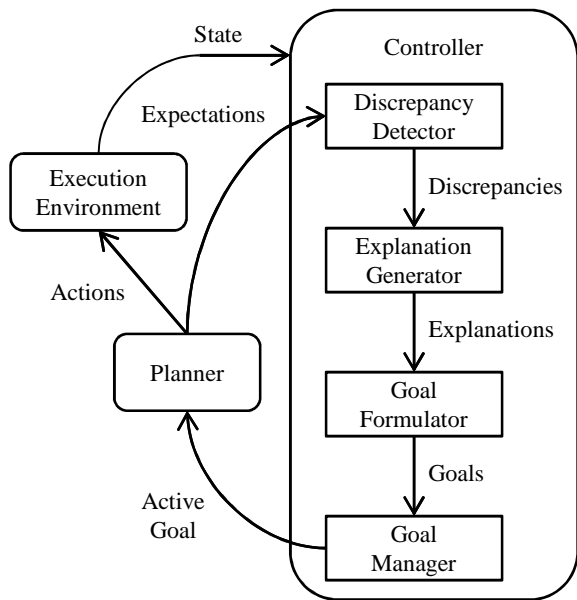 State
Controller
Expectations
Discrepancy
Detector
Execution
Environment
Discrepancies
Explanation
Generator
Actions
Explanations
Planner
Goal
Formulator
Goals
Active
Goal
Goal
Manager